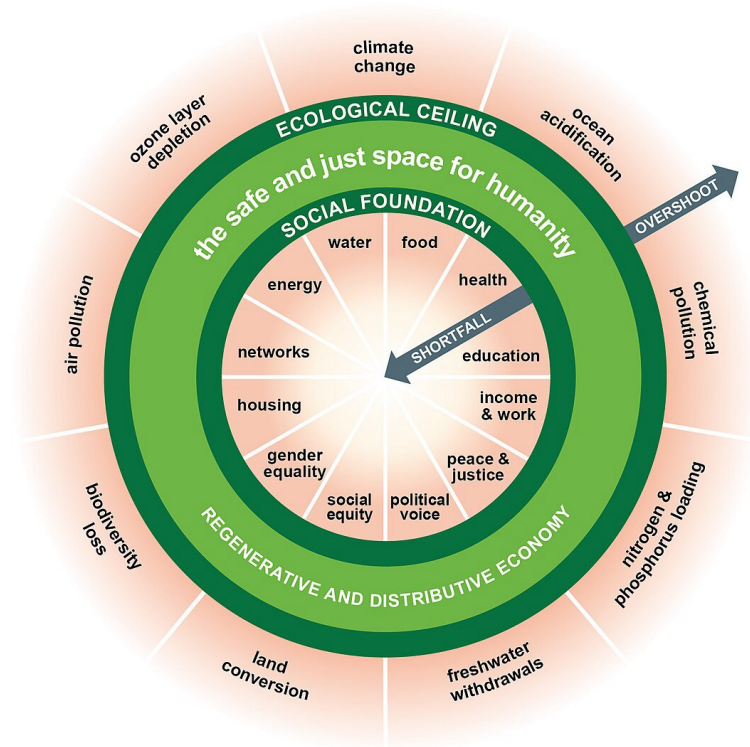 climate
change
ocean
acidification
chemical
pollution
nitrogen &
phosphorus loading
freshwater
withdrawals
land
conversion
biodiversity
loss
air pollution
ozone layer
depletion
ECOLOGICAL CEILING
the safe and just space for humanity
SOCIAL FOUNDATION
OVERSHOOT
SHORTFALL
water
food
health
education
income
& work
peace &
justice
political
voice
social
equity
gender
equality
housing
networks
energy
REGENERATIVE AND DISTRIBUTIVE ECONOMY